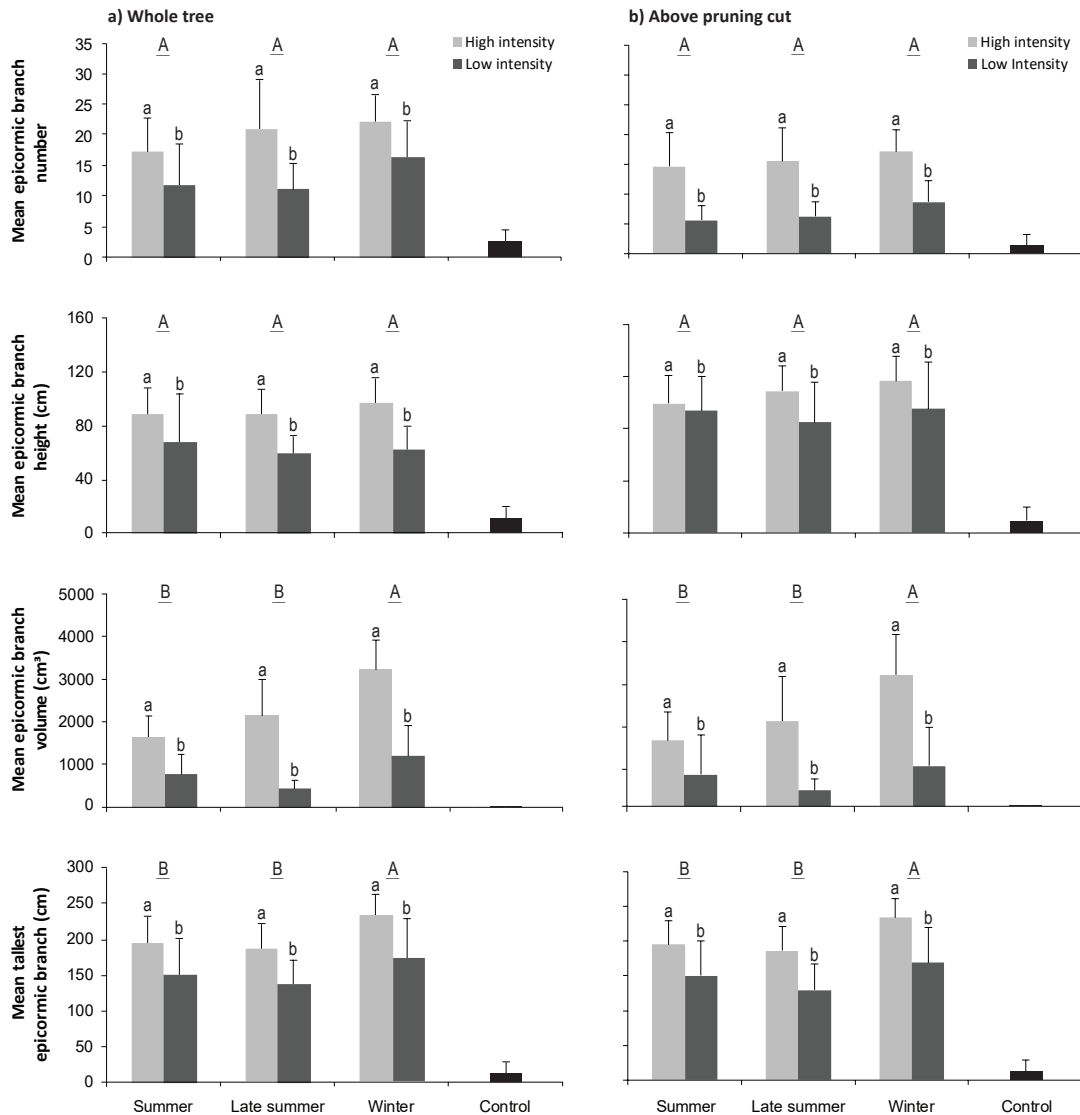 a) Whole tree
b) Above pruning cut
Mean epicormic branch
number
35
30
25
20
15
10
5
0
A A A
High intensity
Low intensity
a b a b a b
A A A
High intensity
Low Intensity
a b a b a b
Mean epicormic branch
height (cm)
160
120
80
40
0
A A A
a b a b a b
A A A
a b a b a b
Mean epicormic branch
volume (cm³)
5000
4000
3000
2000
1000
0
B B A
a b a b a b
B B A
a b a b a b
Mean tallest
epicormic branch (cm)
300
250
200
150
100
50
0
B B A
a b a b a b
B B A
a b a b a b
Summer Late summer Winter Control
Summer Late summer Winter Control